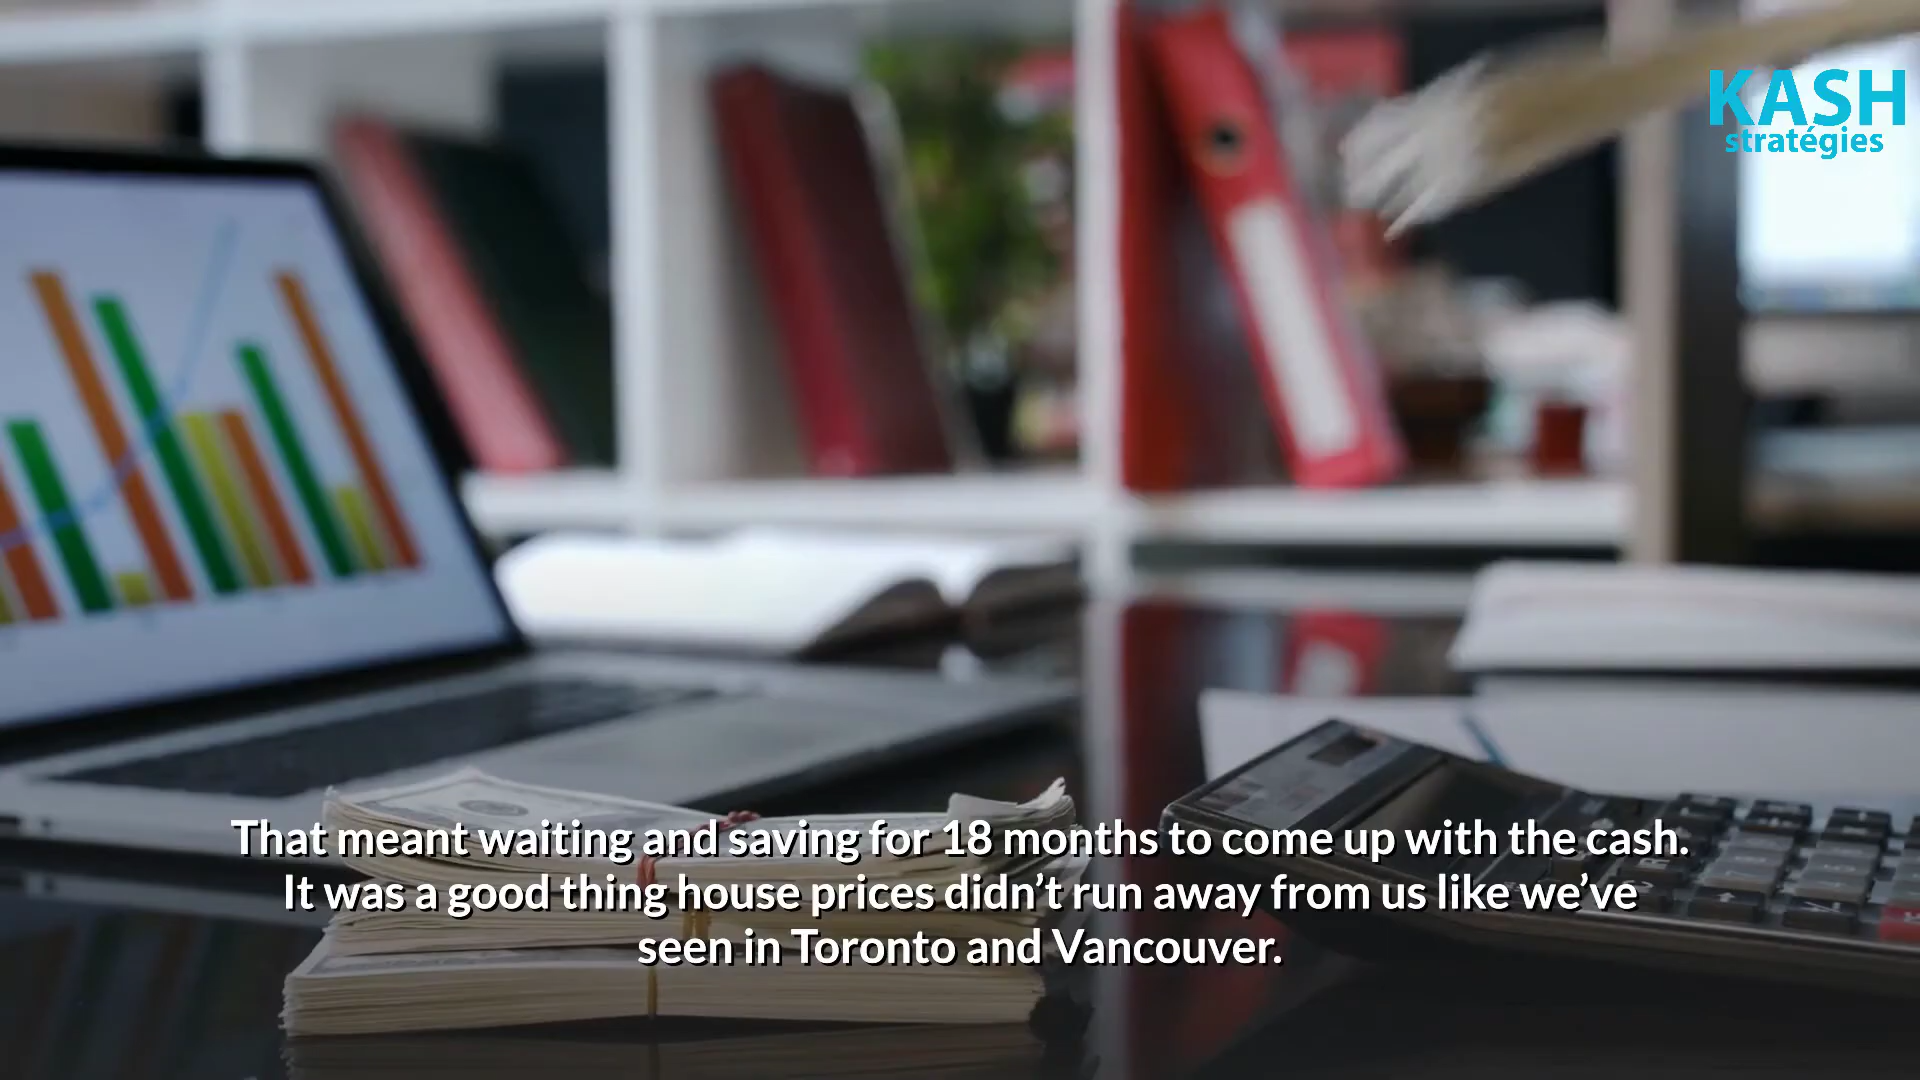 KASH
stratégies
That meant waiting and saving for 18 months to come up with the cash.
It was a good thing house prices didn’t run away from us like we’ve
seen in Toronto and Vancouver.